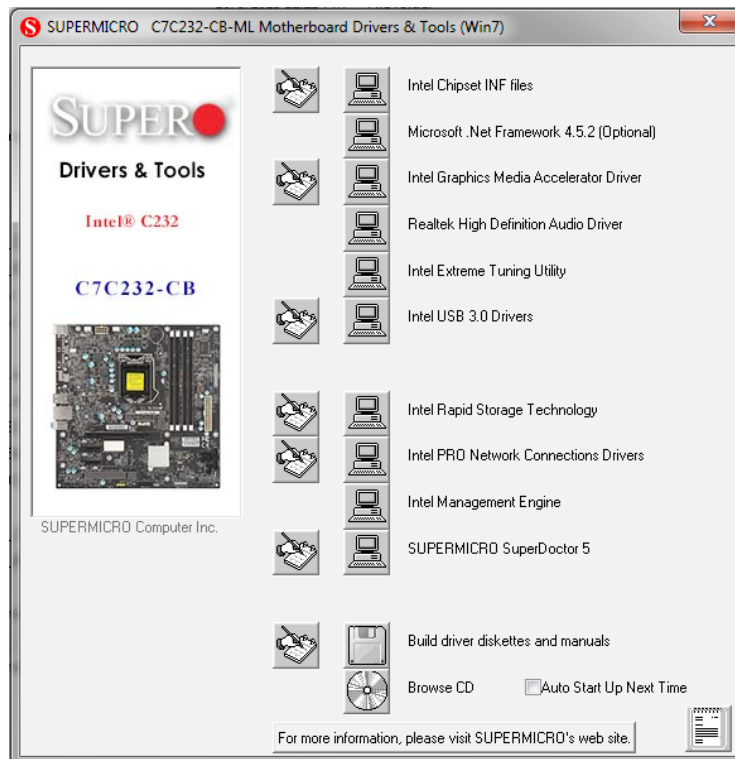 SUPERMICRO C7C232-CB-ML Motherboard Drivers & Tools (Win7)
SUPERO
Drivers & Tools
Intel® C232
C7C232-CB
SUPERMICRO Computer Inc.
Intel Chipset INF files
Microsoft .Net Framework 4.5.2 (Optional)
Intel Graphics Media Accelerator Driver
Realtek High Definition Audio Driver
Intel Extreme Tuning Utility
Intel USB 3.0 Drivers
Intel Rapid Storage Technology
Intel PRO Network Connections Drivers
Intel Management Engine
SUPERMICRO SuperDoctor 5
Build driver diskettes and manuals
Browse CD
Auto Start Up Next Time
For more information, please visit SUPERMICRO's web site.